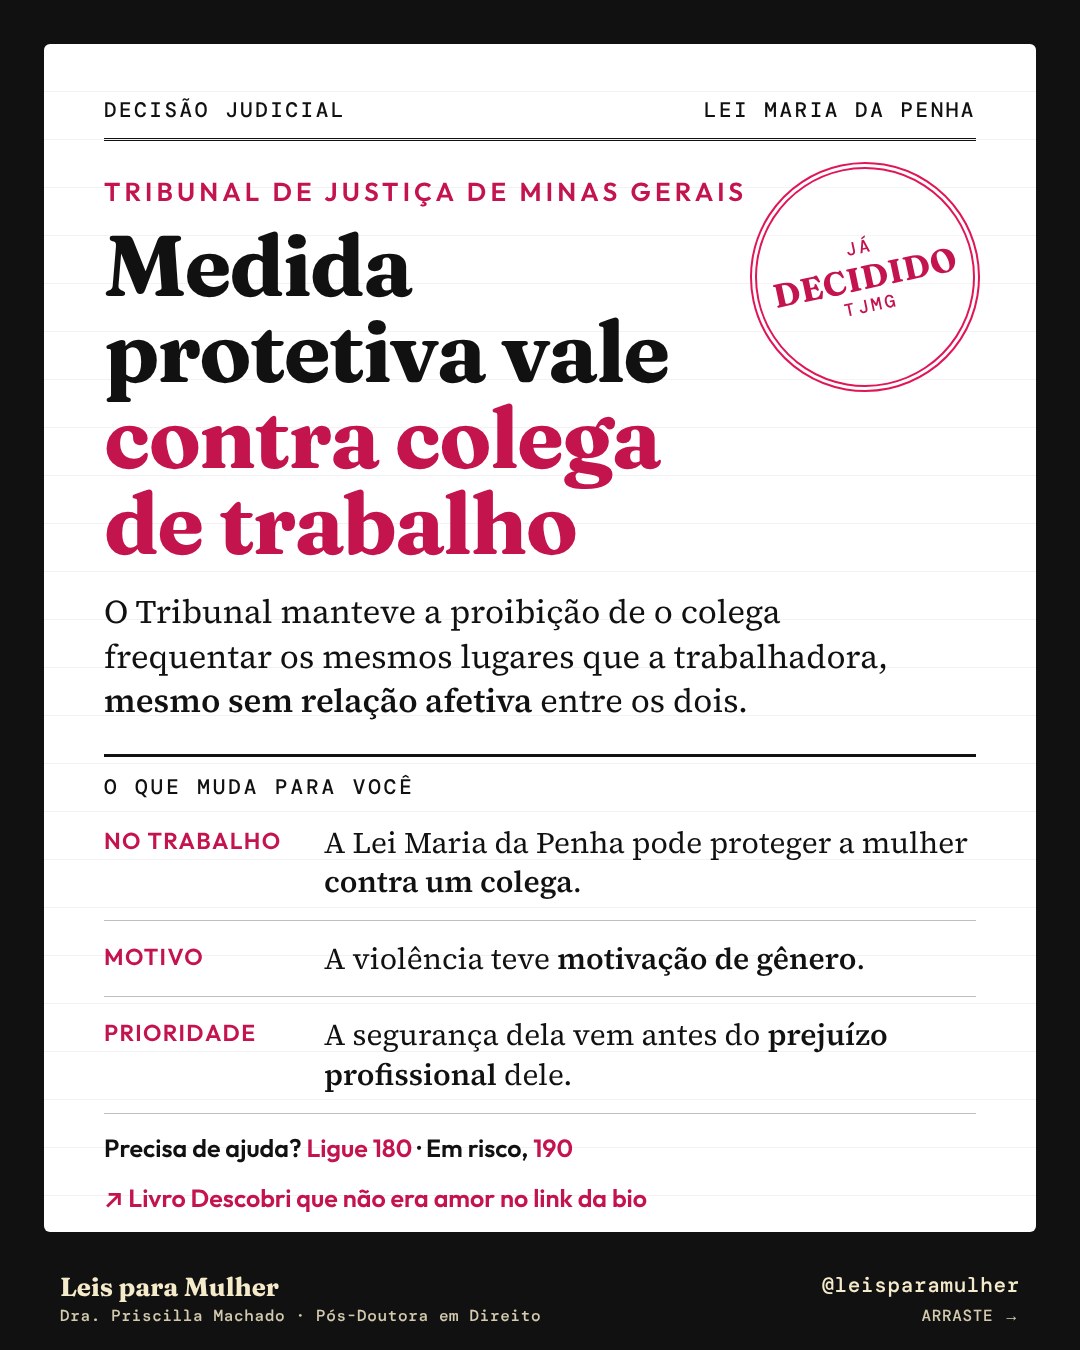 DECISÃO JUDICIAL
LEI MARIA DA PENHA
TRIBUNAL DE JUSTIÇA DE MINAS GERAIS
JÁ
DECIDIDO
TJMG
Medida
protetiva vale
contra colega
de trabalho
O Tribunal manteve a proibição de o colega
frequentar os mesmos lugares que a trabalhadora,
mesmo sem relação afetiva entre os dois.
O QUE MUDA PARA VOCÊ
NO TRABALHO
A Lei Maria da Penha pode proteger a mulher
contra um colega.
MOTIVO
A violência teve motivação de gênero.
PRIORIDADE
A segurança dela vem antes do prejuízo
profissional dele.
Precisa de ajuda? Ligue 180 · Em risco, 190
↗ Livro Descobri que não era amor no link da bio
Leis para Mulher
Dra. Priscilla Machado · Pós-Doutora em Direito
@leisparamulher
ARRASTE →